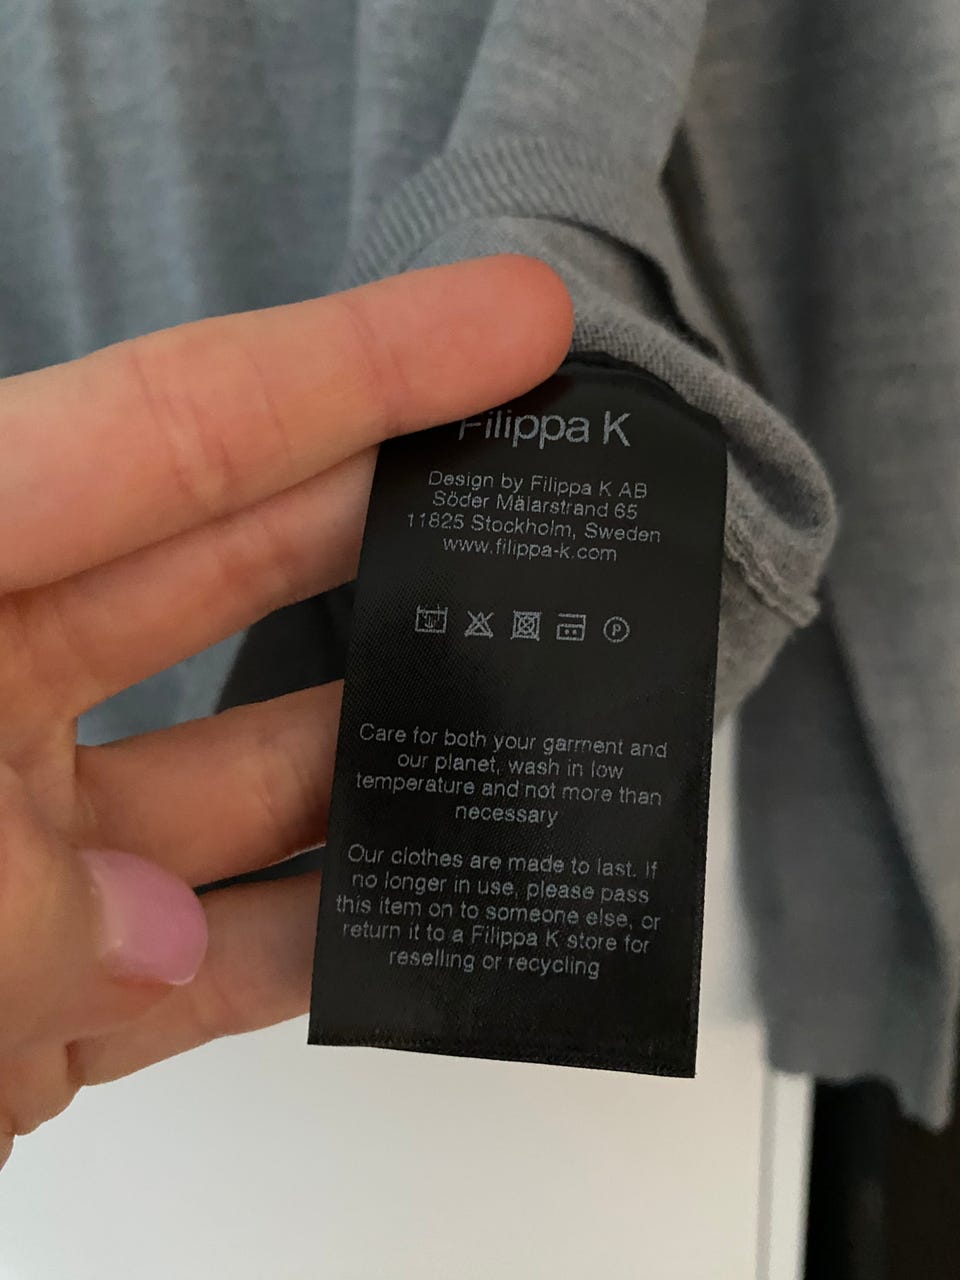 Filippa K
Design by Filippa K AB
Söder Mälarstrand 65
11825 Stockholm, Sweden
www.filippa-k.com
P
Care for both your garment and
our planet, wash in low
temperature and not more than
necessary
Our clothes are made to last. If
no longer in use, please pass
this item on to someone else, or
return it to a Filippa K store for
reselling or recycling